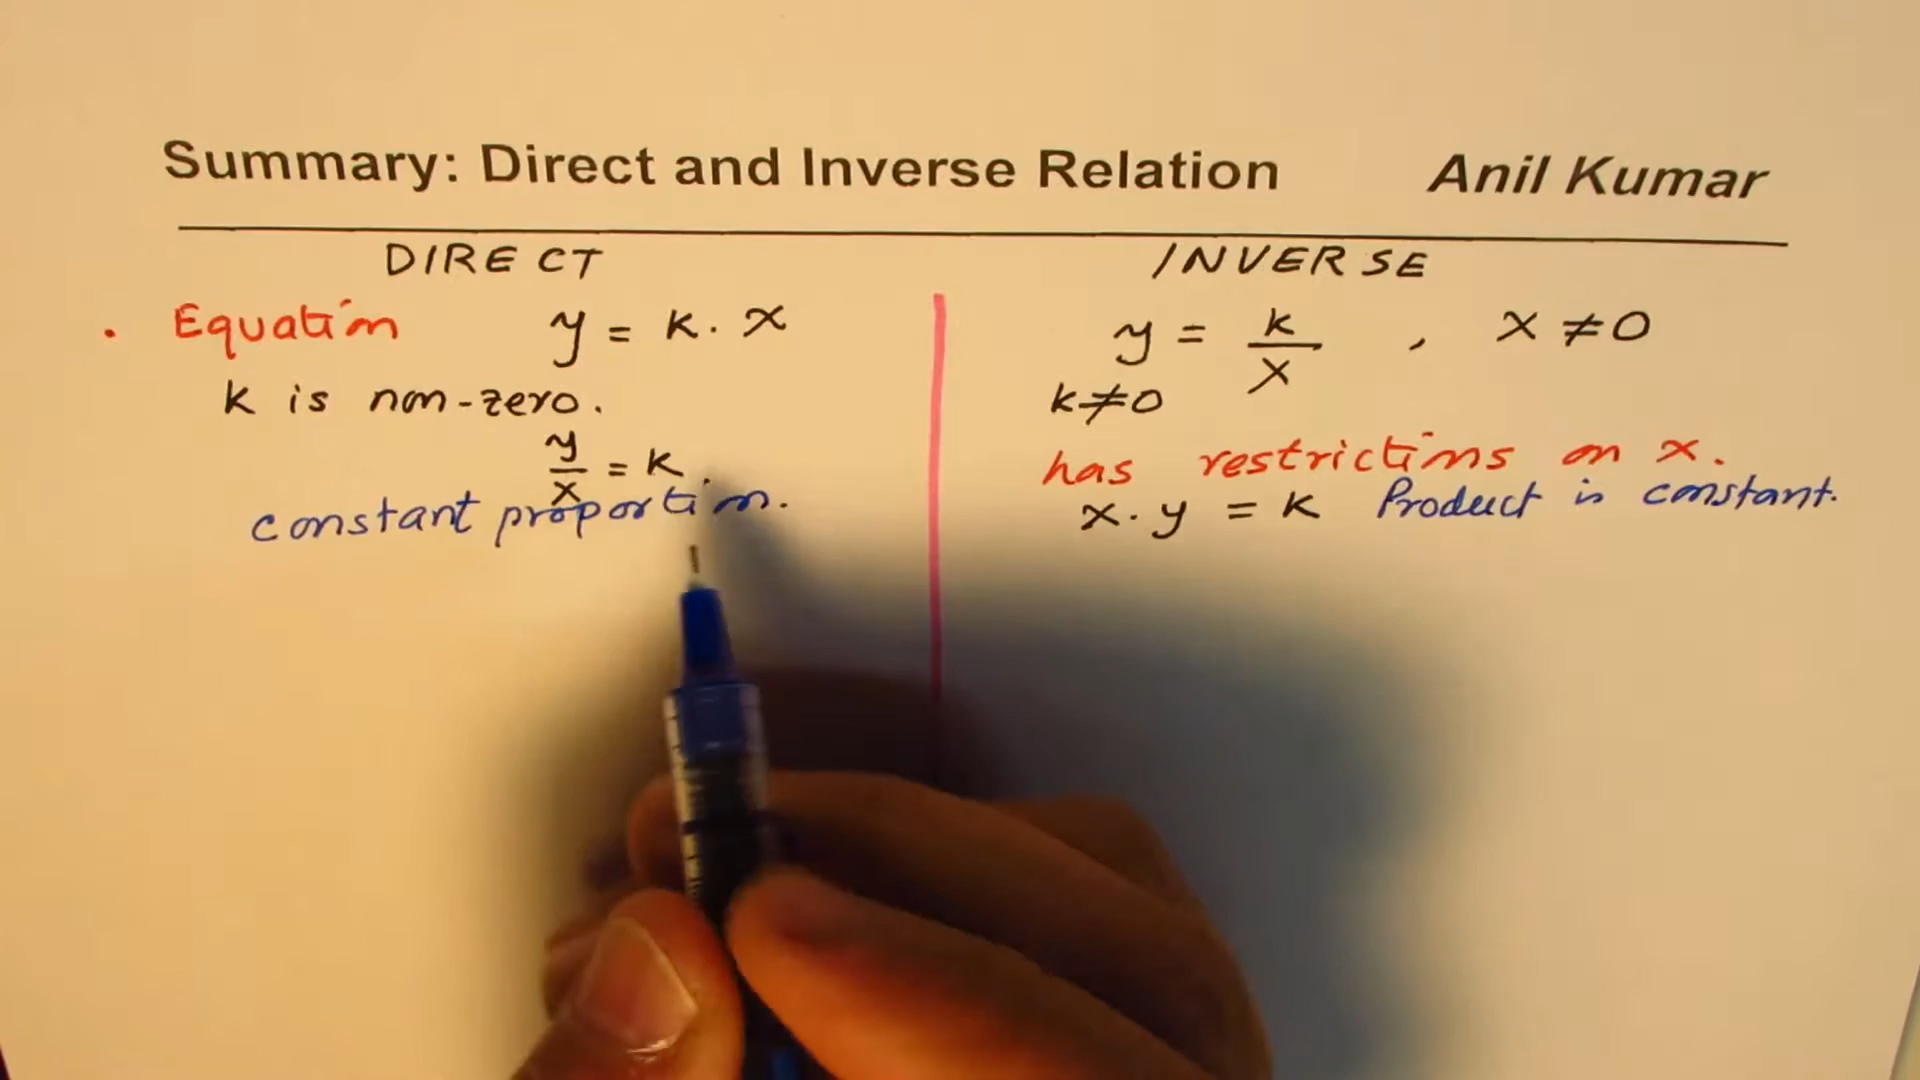 Summary: Direct and Inverse Relation Anil Kumar
DIRECT
INVERSE
. Equation y = k . x
k is non-zero.
y/x = k.
constant proportion.
y = k/x , x ≠ 0
k ≠ 0
has restrictions on x.
x . y = k Product is constant.